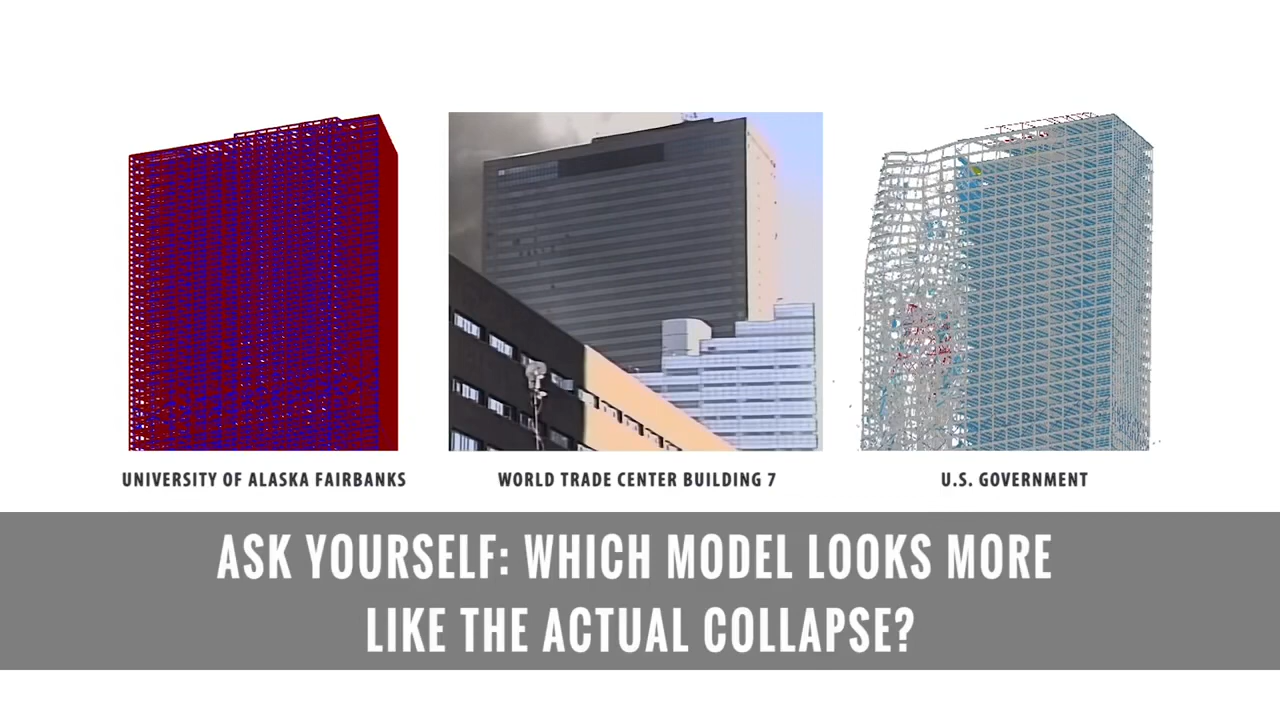 UNIVERSITY OF ALASKA FAIRBANKS
WORLD TRADE CENTER BUILDING 7
U.S. GOVERNMENT
ASK YOURSELF: WHICH MODEL LOOKS MORE
LIKE THE ACTUAL COLLAPSE?